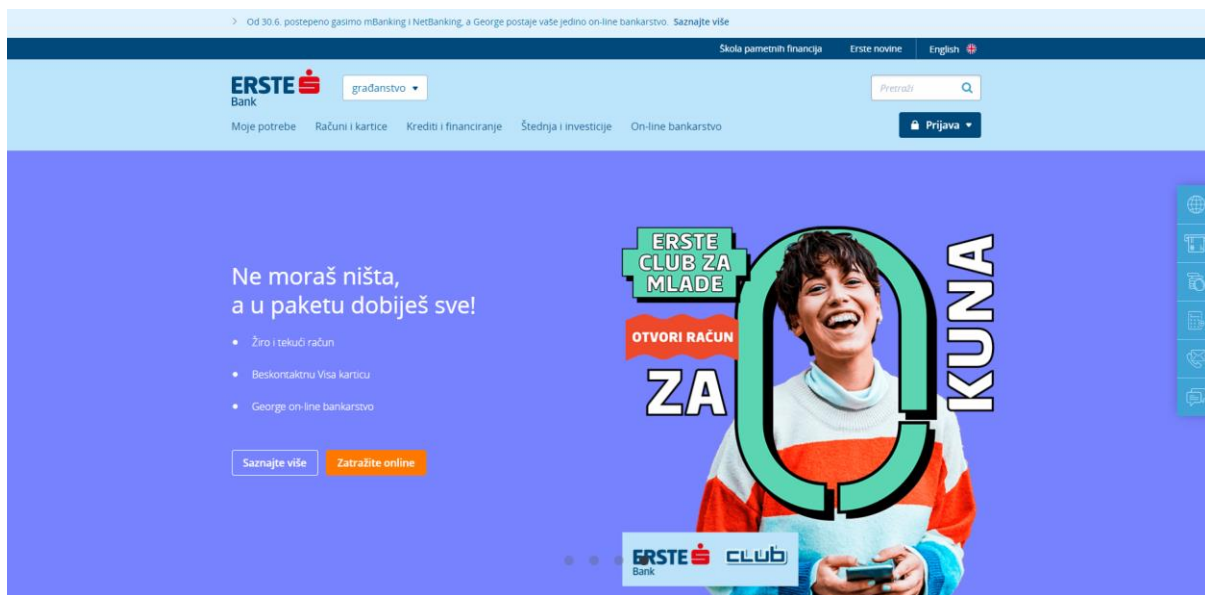 Od 30.6. postepeno gasimo mBanking i NetBanking, a George postaje vaše jedino on-line bankarstvo. Saznajte više
Škola pametnih financija Erste novine English
ERSTE
Bank
građanstvo
Pretraži
Moje potrebe Računi i kartice Krediti i financiranje Štednja i investicije On-line bankarstvo
Prijava
Ne moraš ništa,
a u paketu dobiješ sve!
Žiro i tekući račun
Beskontaktnu Visa karticu
George on-line bankarstvo
Saznajte više Zatražite online
ERSTE
CLUB ZA
MLADE
OTVORI RAČUN
ZA
0
KUNA
ERSTE
Bank
CLUB